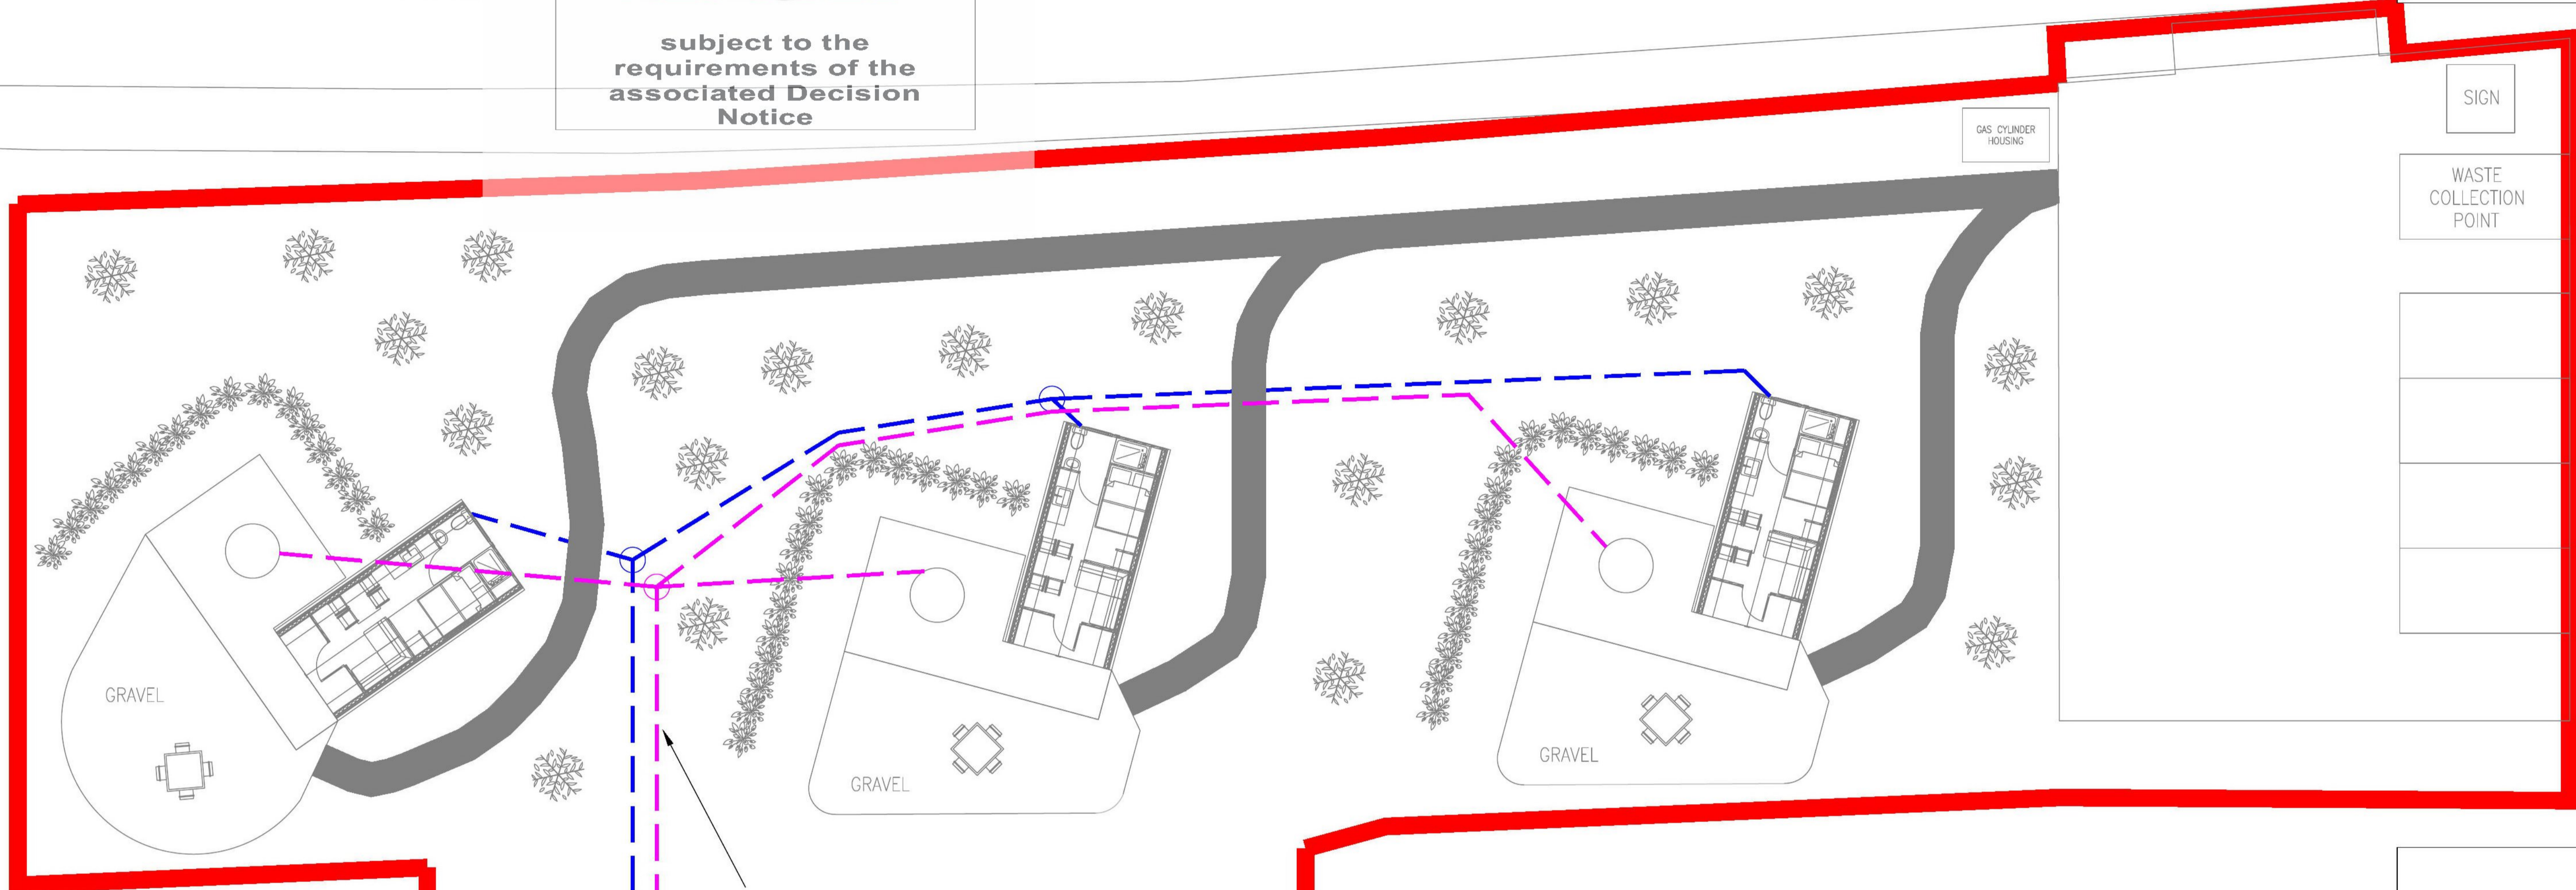 subject to the
requirements of the
associated Decision
Notice
SIGN
GAS CYLINDER
HOUSING
WASTE
COLLECTION
POINT
GRAVEL
GRAVEL
GRAVEL